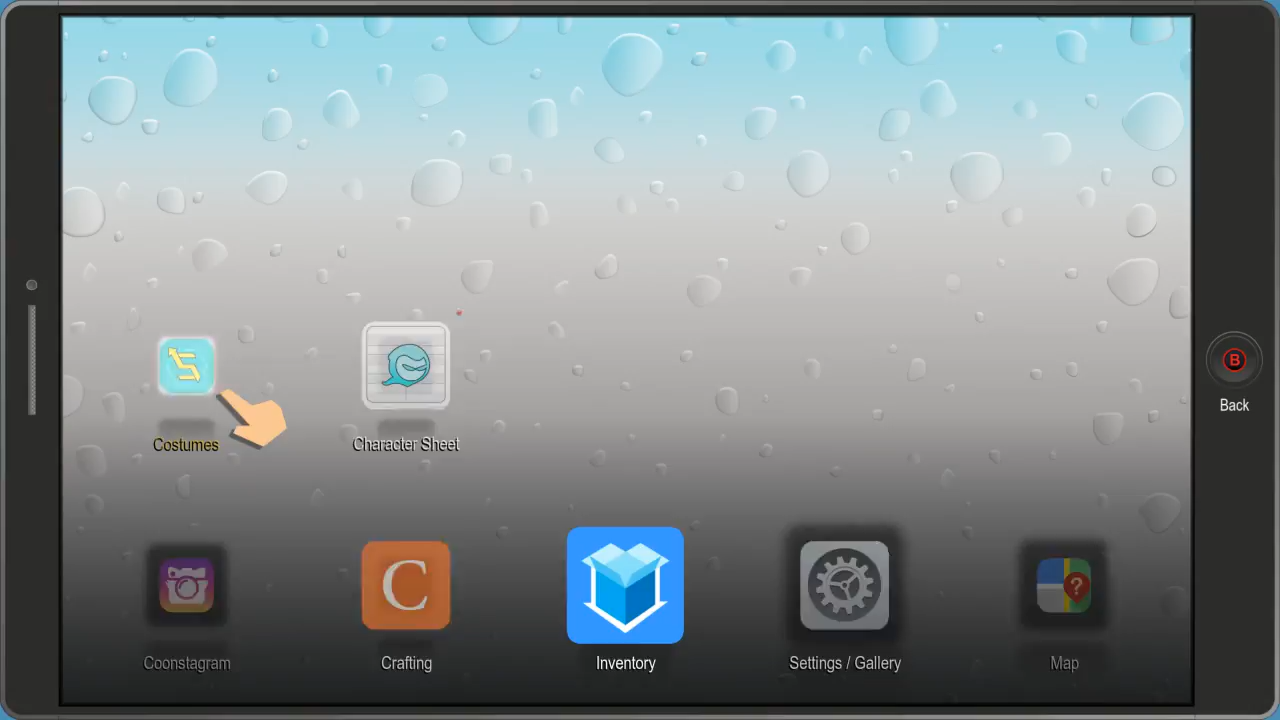 B
Back
Costumes
Character Sheet
C
?
Coonstagram
Crafting
Inventory
Settings / Gallery
Map